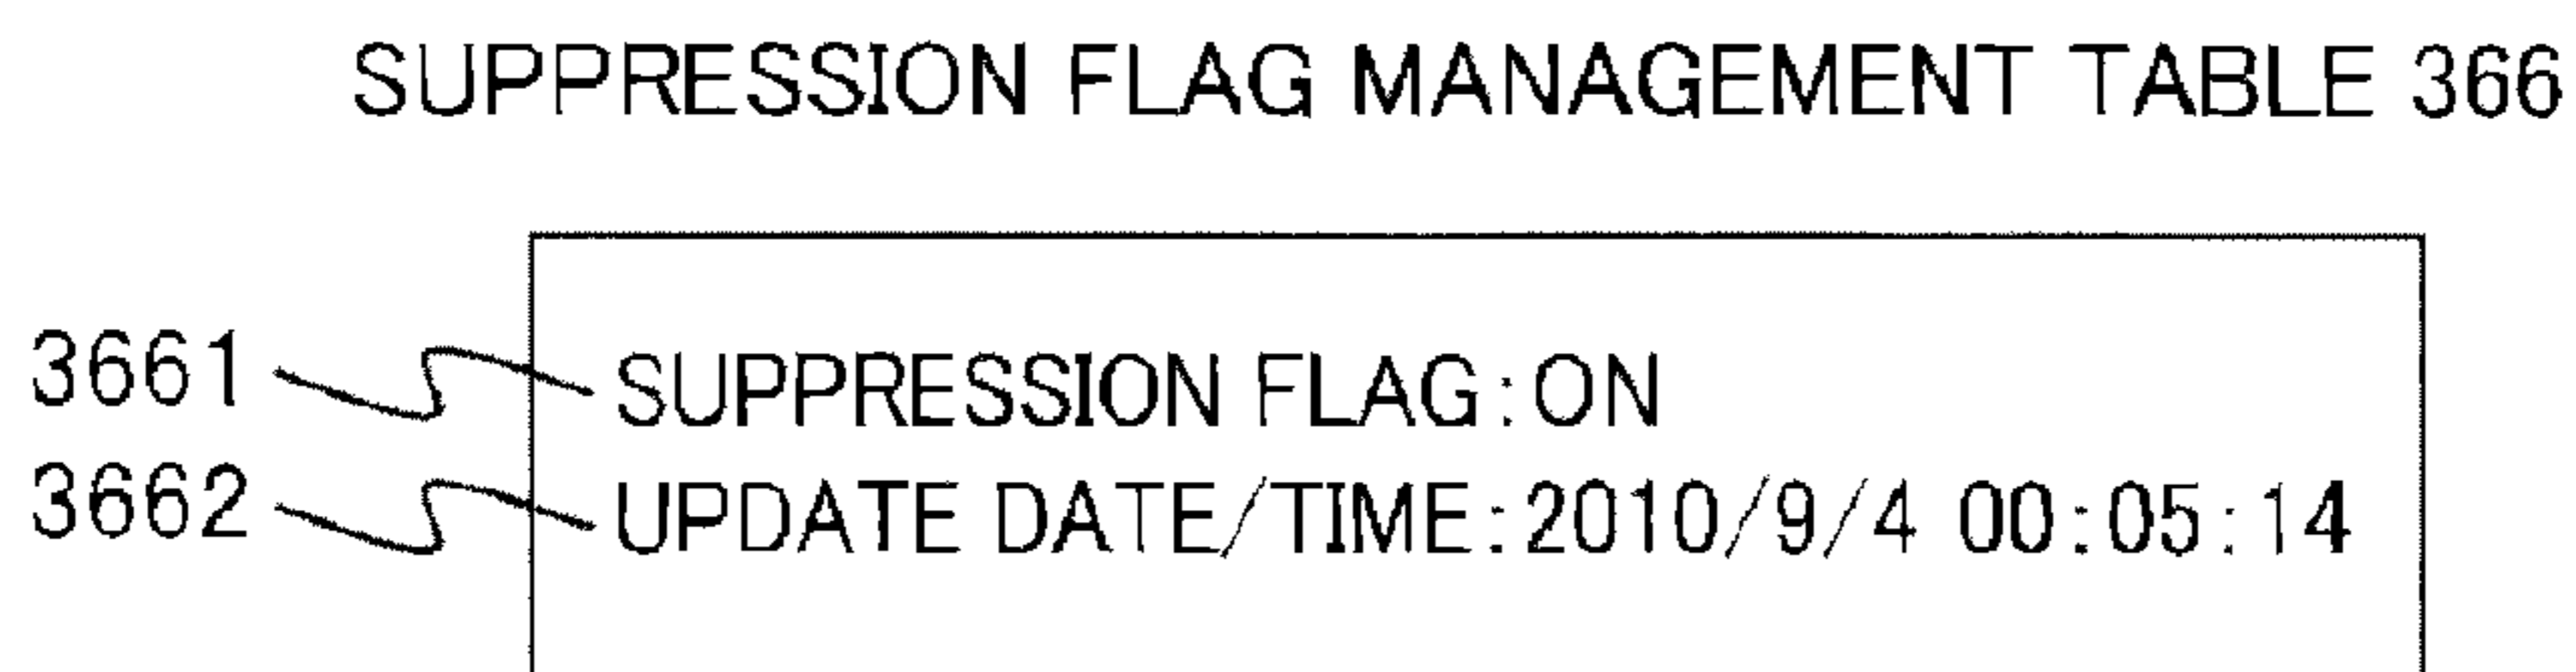 SUPPRESSION FLAG MANAGEMENT TABLE 366
3661 SUPPRESSION FLAG:ON
3662 UPDATE DATE/TIME:2010/9/4 00:05:14